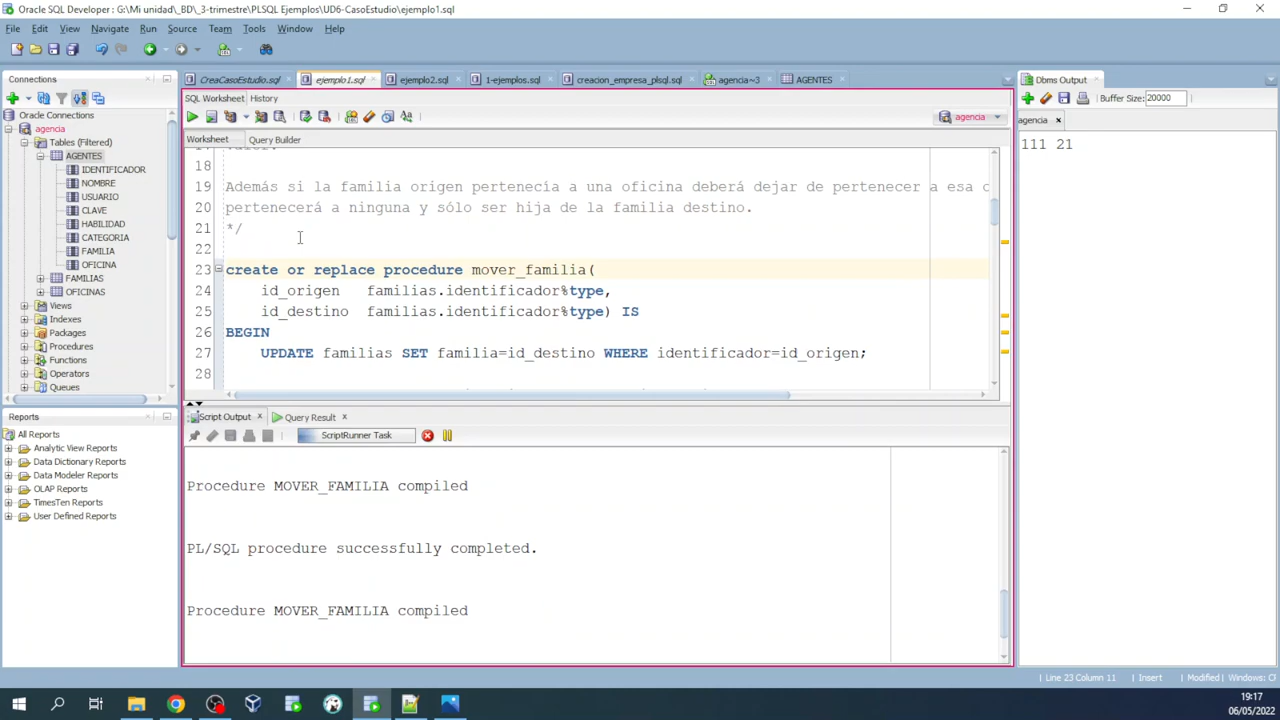 Oracle SQL Developer : G:\Mi unidad\_BD\_3-trimestre\PLSQL Ejemplos\UD6-CasoEstudio\ejemplo1.sql
File Edit View Navigate Run Source Team Tools Window Help
Connections
Oracle Connections
agencia
Tables (Filtered)
AGENTES
IDENTIFICADOR
NOMBRE
USUARIO
CLAVE
HABILIDAD
CATEGORIA
FAMILIA
OFICINA
FAMILIAS
OFICINAS
Views
Indexes
Packages
Procedures
Functions
Operators
Queues
Reports
All Reports
Analytic View Reports
Data Dictionary Reports
Data Modeler Reports
OLAP Reports
TimesTen Reports
User Defined Reports
CreaCasoEstudio.sql ejemplo1.sql ejemplo2.sql 1-ejemplos.sql creacion_empresa_plsql.sql agencia~3 AGENTES
SQL Worksheet History
agencia
Worksheet Query Builder
18
19 Además si la familia origen pertenecia a una oficina deberá dejar de pertenecer a esa
20 pertenecerá a ninguna y sólo ser hija de la familia destino.
21 */
22
23 create or replace procedure mover_familia(
24 id_origen familias.identificador%type,
25 id_destino familias.identificador%type) IS
26 BEGIN
27 UPDATE familias SET familia=id_destino WHERE identificador=id_origen;
28
Script Output Query Result
ScriptRunner Task
Procedure MOVER_FAMILIA compiled
PL/SQL procedure successfully completed.
Procedure MOVER_FAMILIA compiled
Dbms Output
Buffer Size: 20000
agencia
111 21
Line 23 Column 11 Insert Modified Windows: CR
19:17
06/05/2022